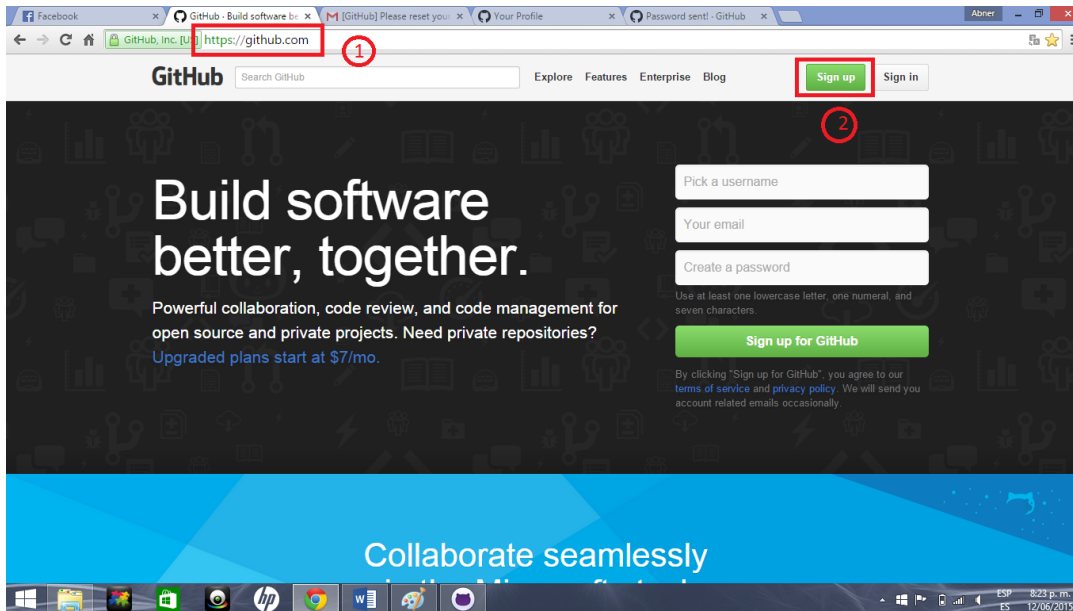 Facebook
GitHub · Build software be
[GitHub] Please reset your
Your Profile
Password sent! · GitHub
Abner
GitHub, Inc. [US] https://github.com
1
GitHub
Search GitHub
Explore Features Enterprise Blog
Sign up
Sign in
2
Build software
better, together.
Powerful collaboration, code review, and code management for
open source and private projects. Need private repositories?
Upgraded plans start at $7/mo.
Pick a username
Your email
Create a password
Use at least one lowercase letter, one numeral, and
seven characters.
Sign up for GitHub
By clicking "Sign up for GitHub", you agree to our
terms of service and privacy policy. We will send you
account related emails occasionally.
Collaborate seamlessly
hp
ESP
ES
8:23 p. m.
12/06/2015